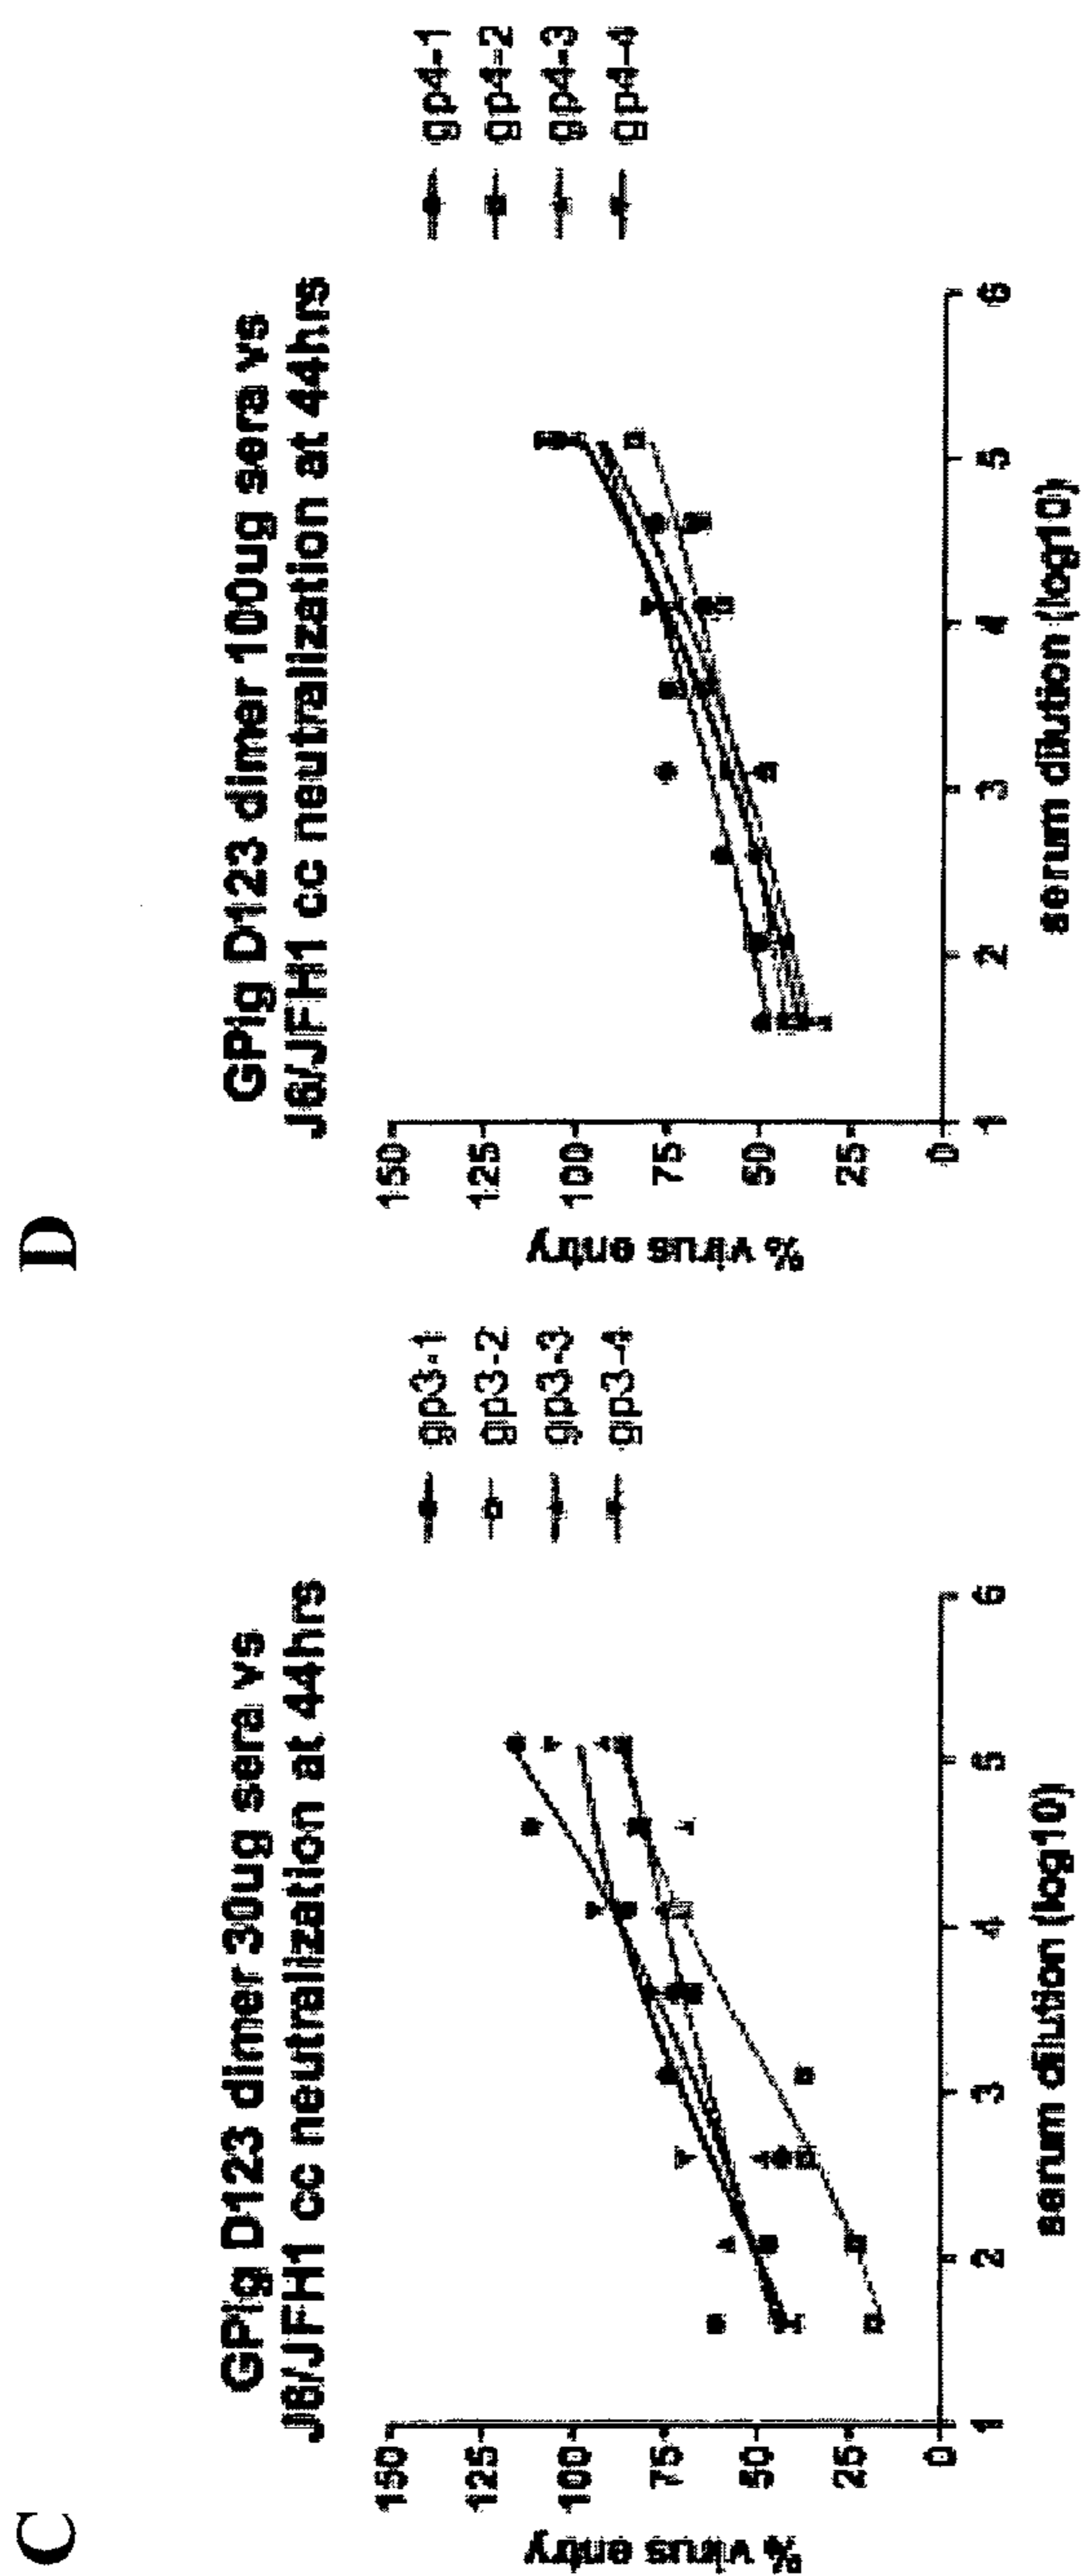 C
GPig D123 dimer 30ug sera vs
J6/JFH1 cc neutralization at 44hrs
% virus entry
150
125
100
75
50
25
0
1
2
3
4
5
6
serum dilution (log10)
gp3-1
gp3-2
gp3-3
gp3-4
D
GPig D123 dimer 100ug sera vs
J6/JFH1 cc neutralization at 44hrs
% virus entry
150
125
100
75
50
25
0
1
2
3
4
5
6
serum dilution (log10)
gp4-1
gp4-2
gp4-3
gp4-4